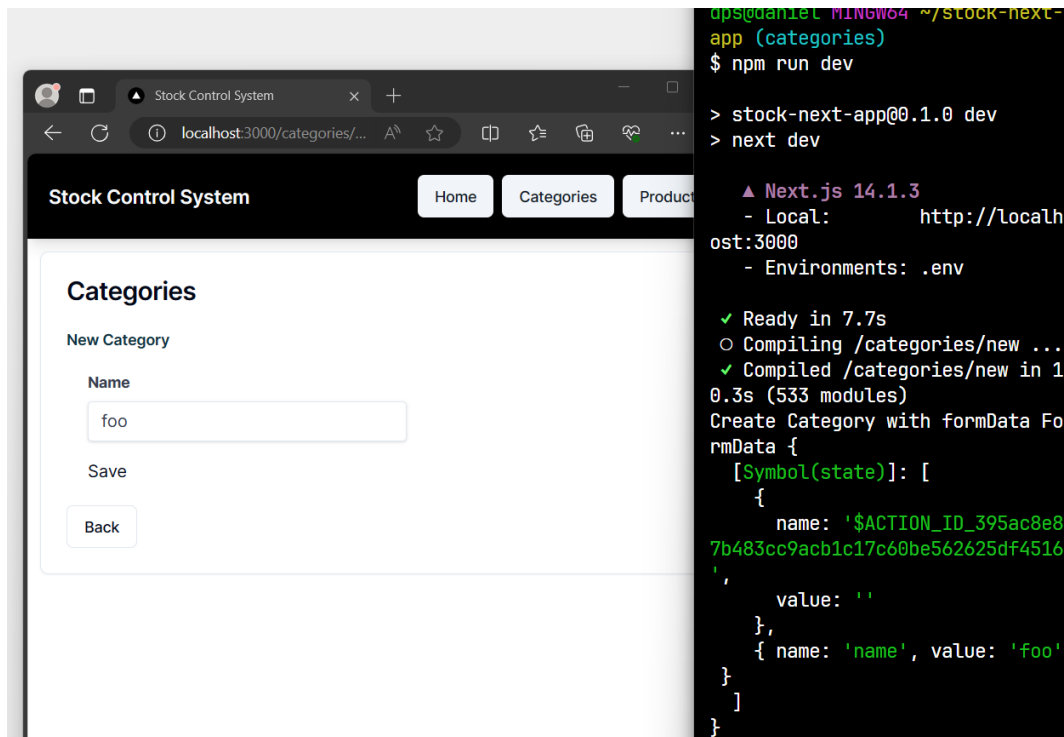 Stock Control System
localhost:3000/categories/...
Stock Control System
Home
Categories
Product
Categories
New Category
Name
foo
Save
Back
dps@daniel MINGW64 ~/stock-next-
app (categories)
$ npm run dev
> stock-next-app@0.1.0 dev
> next dev
▲ Next.js 14.1.3
- Local: http://localh
ost:3000
- Environments: .env
✓ Ready in 7.7s
○ Compiling /categories/new ...
✓ Compiled /categories/new in 1
0.3s (533 modules)
Create Category with formData Fo
rmData {
[Symbol(state)]: [
{
name: '$ACTION_ID_395ac8e8
7b483cc9acb1c17c60be562625df4516
',
value: ''
},
{ name: 'name', value: 'foo'
}
]
}